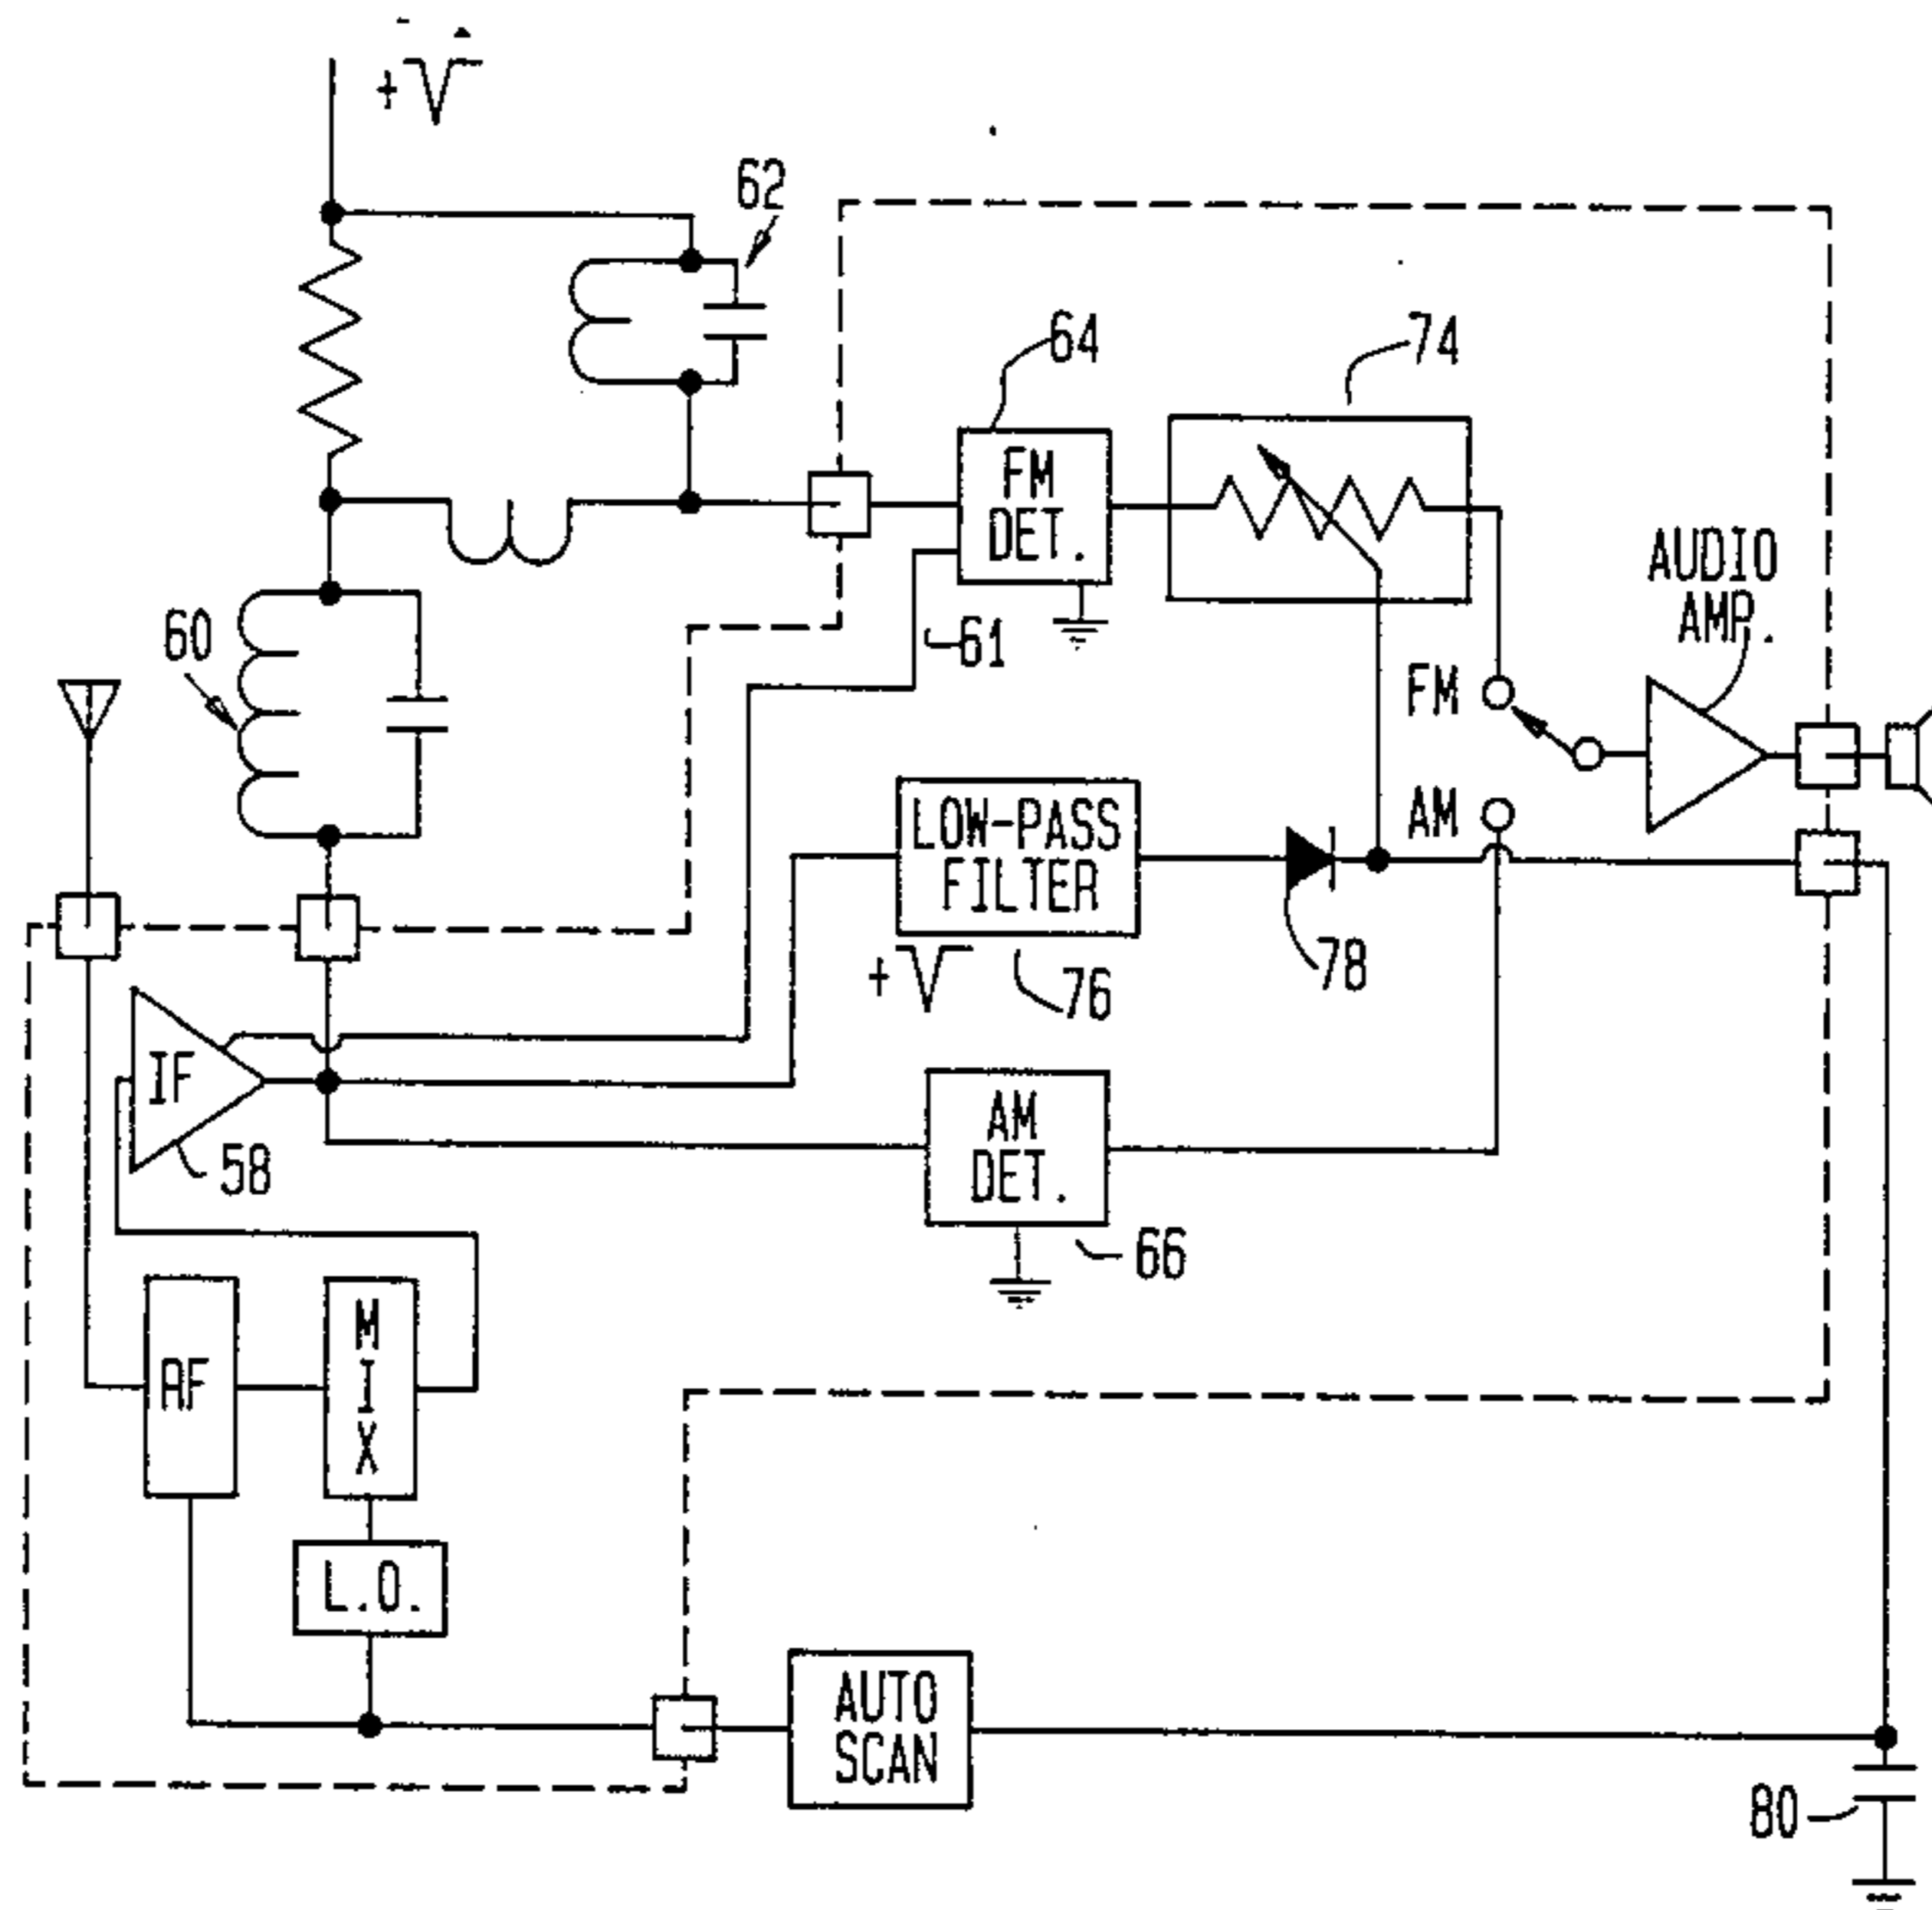 +V
62
64
74
FM
DET.
AUDIO
AMP.
60
61
FM
LOW-PASS
FILTER
AM
+V
76
78
IF
58
AM
DET.
66
RF
MIX
L.O.
AUTO
SCAN
80